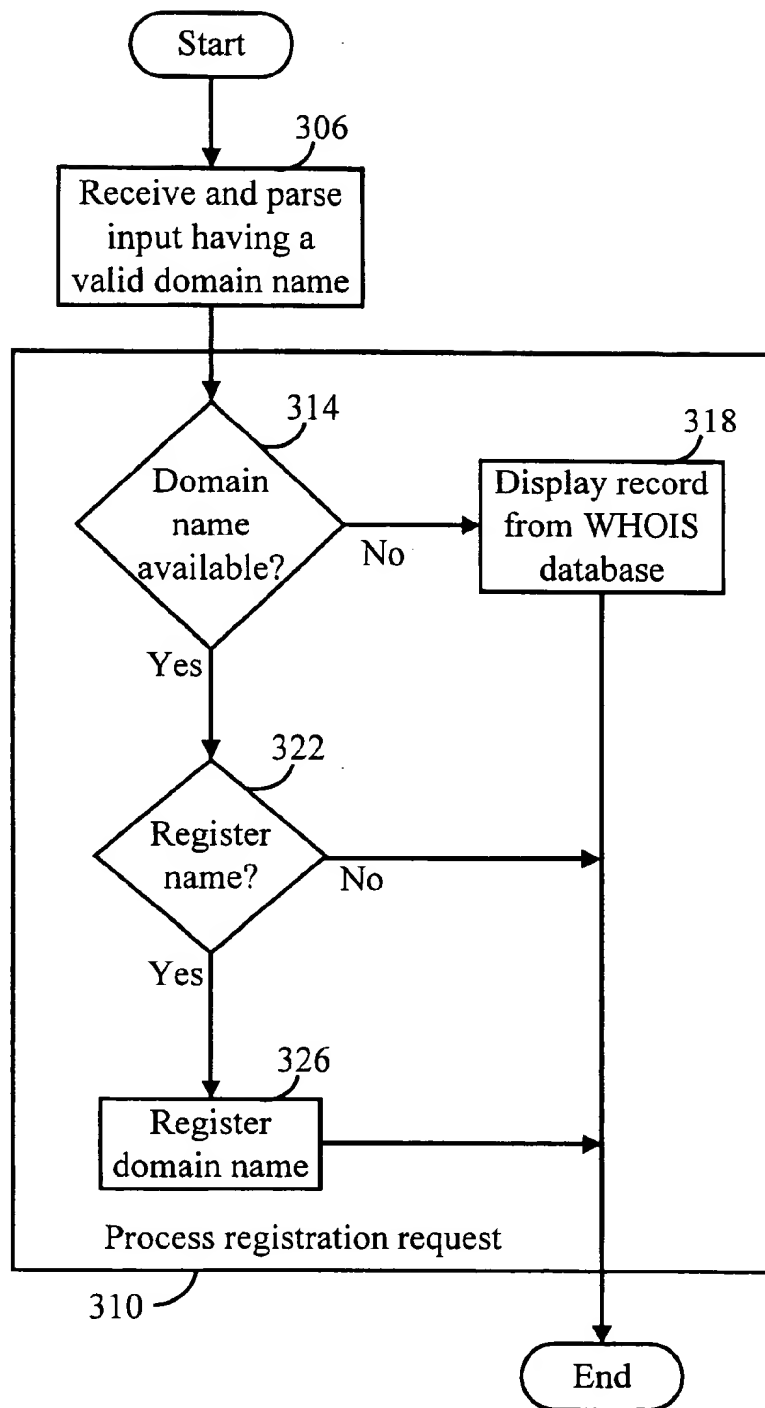 Start
306
Receive and parse
input having a
valid domain name
314
Domain
name
available?
No
318
Display record
from WHOIS
database
Yes
322
Register
name?
No
Yes
326
Register
domain name
Process registration request
310
End